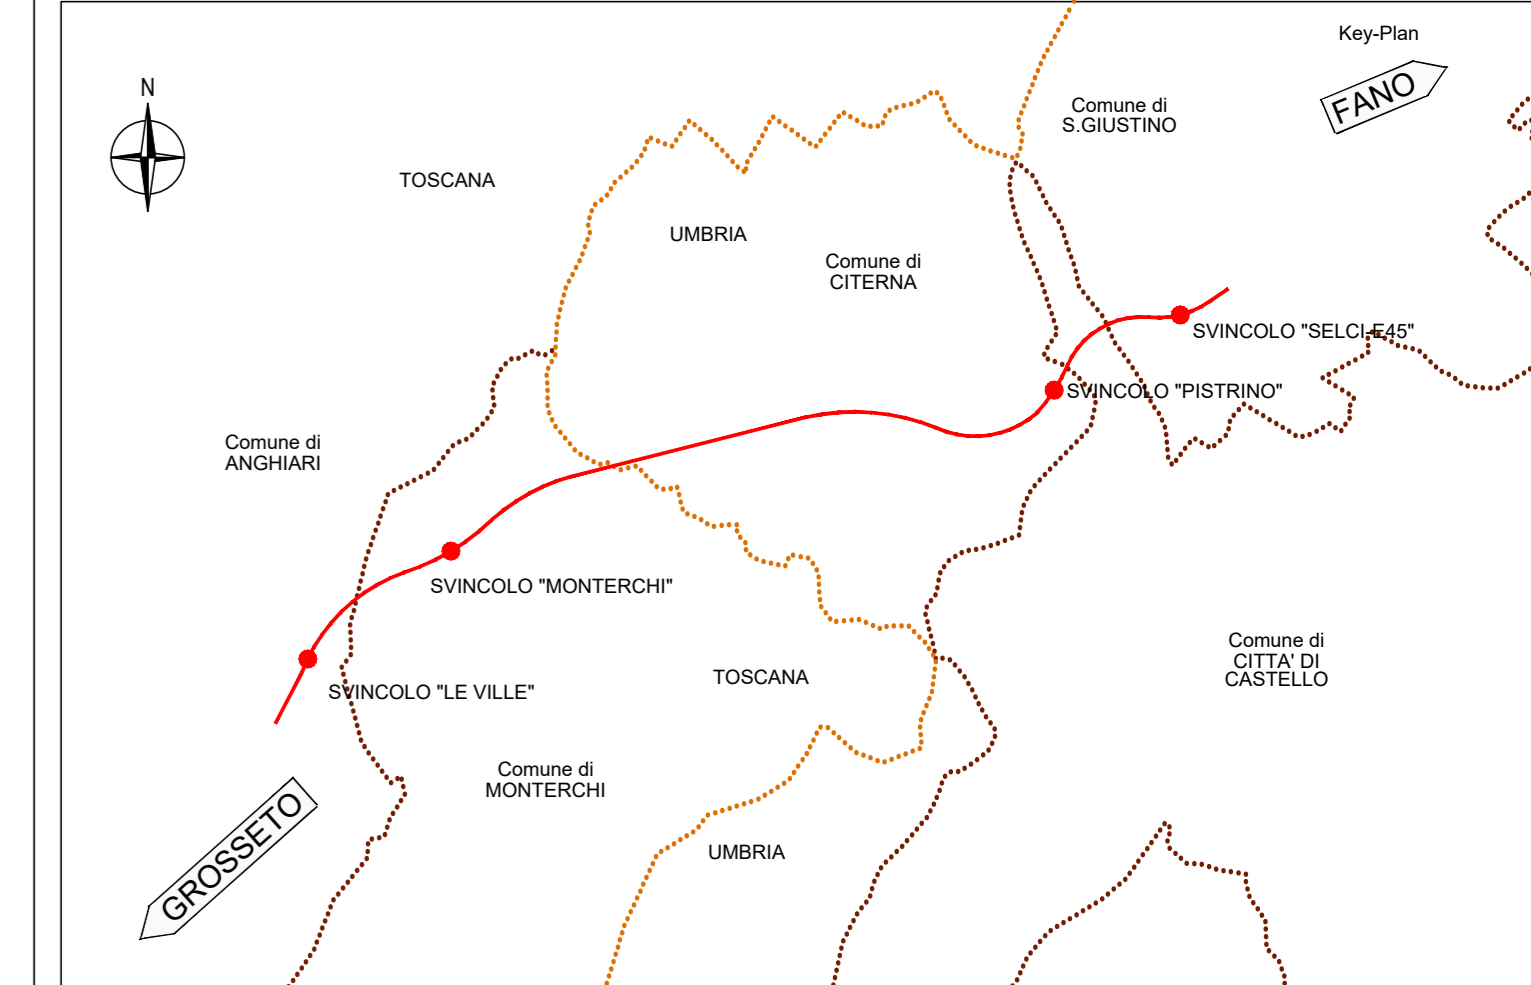 Key-Plan
N
FANO
Comune di
S.GIUSTINO
TOSCANA
UMBRIA
Comune di
CITERNA
SVINCOLO "SELCI-E45"
SVINCOLO "PISTRINO"
Comune di
ANGHIARI
SVINCOLO "MONTERCHI"
Comune di
CITTA' DI
CASTELLO
TOSCANA
SVINCOLO "LE VILLE"
Comune di
MONTERCHI
GROSSETO
UMBRIA